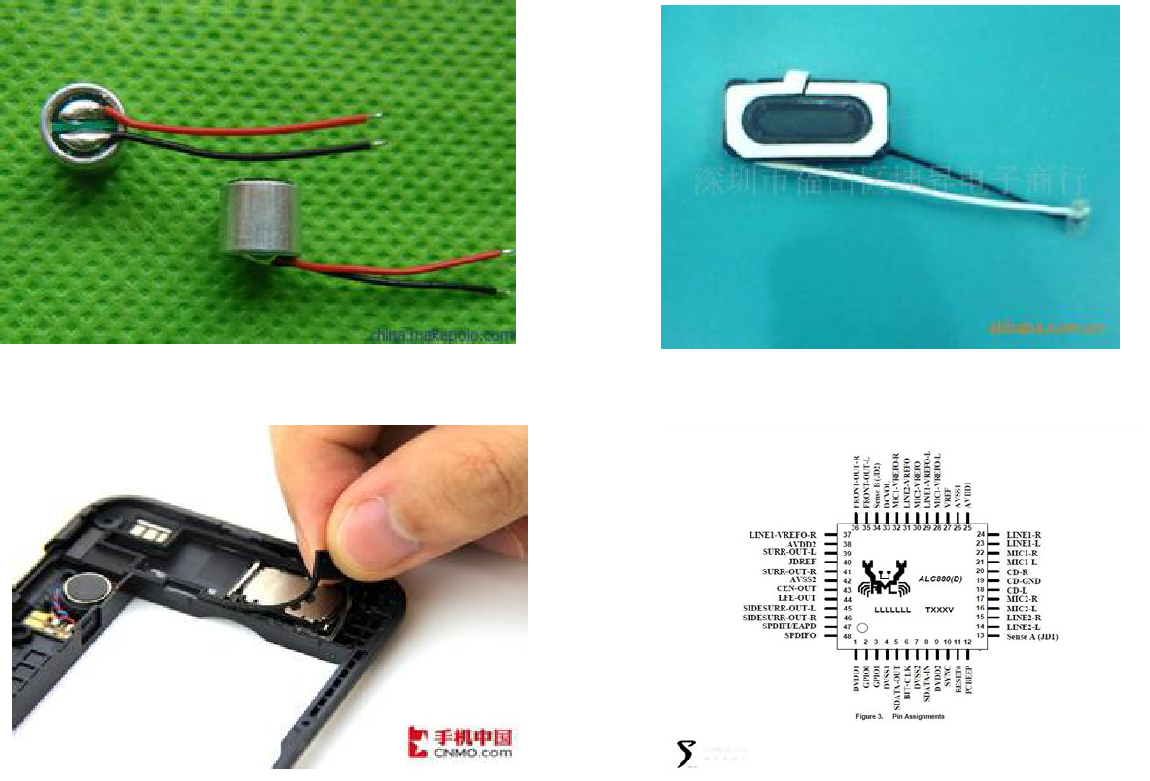 china.makepolo.com
深圳市福田区捷异电子商行
alibaba.com.cn
手机中国
CNMO.com
FRONT-OUT-R
FRONT-OUT-L
Sense B (JD2)
DCVOL
MIC1-VREFO-R
LINE2-VREFO
MIC2-VREFO
LINE1-VREFO-L
MIC1-VREFO-L
VREF
AVSS1
AVDD1
36 35 34 33 32 31 30 29 28 27 26 25
LINE1-VREFO-R 37
AVDD2 38
SURR-OUT-L 39
JDREF 40
SURR-OUT-R 41
AVSS2 42
CEN-OUT 43
LFE-OUT 44
SIDESURR-OUT-L 45
SIDESURR-OUT-R 46
SPDIFI/EAPD 47
SPDIFO 48
ALC880(D)
LLLLLLL TXXXV
24 LINE1-R
23 LINE1-L
22 MIC1-R
21 MIC1-L
20 CD-R
19 CD-GND
18 CD-L
17 MIC2-R
16 MIC2-L
15 LINE2-R
14 LINE2-L
13 Sense A (JD1)
1 2 3 4 5 6 7 8 9 10 11 12
DVDD1
GPIO0
GPIO1
DVSS1
SDATA-OUT
BIT-CLK
DVSS2
SDATA-IN
DVDD2
SYNC
RESET#
PCBEEP
Figure 3. Pin Assignments